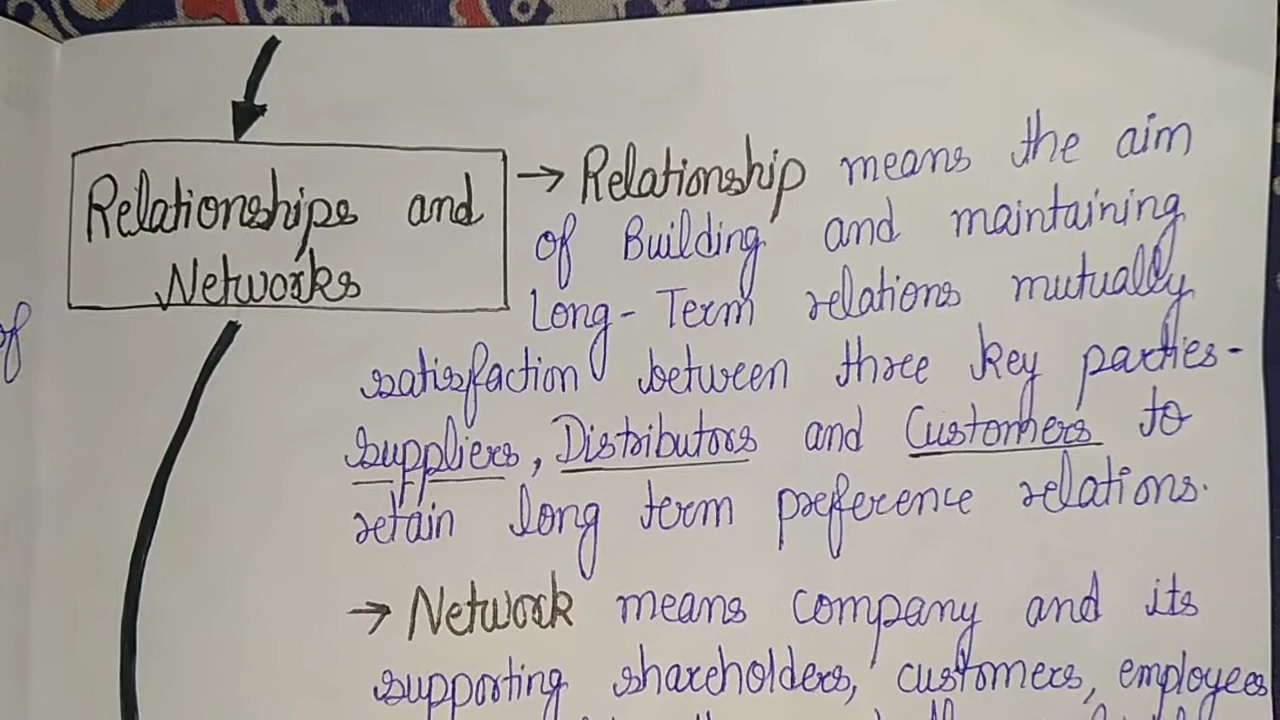 Relationships and
Networks
→ Relationship means the aim
of Building and maintaining
Long-Term relations mutually
satisfaction between three key parties-
suppliers, Distributors and Customers to
retain long term preference relations.
→ Network means company and its
supporting shareholders, customers, employees
of